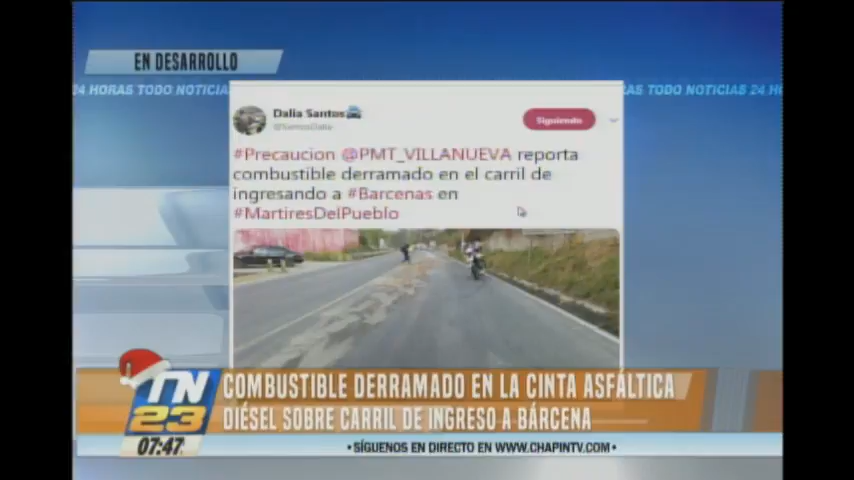 EN DESARROLLO
24 HORAS TODO NOTICIA
AS TODO NOTICIAS 24 HO
Dalia Santos
Siguiendo
#Precaucion @PMT_VILLANUEVA reporta
combustible derramado en el carril de
ingresando a #Barcenas en
#MartiresDelPueblo
TN
23
COMBUSTIBLE DERRAMADO EN LA CINTA ASFÁLTICA
DIÉSEL SOBRE CARRIL DE INGRESO A BÁRCENA
07:47
•SÍGUENOS EN DIRECTO EN WWW.CHAPINTV.COM•